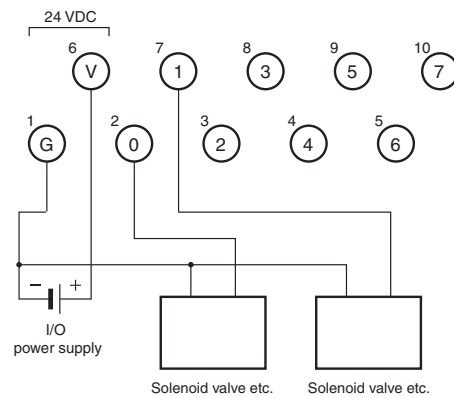 24 VDC
6 7 8 9 10
V 1 3 5 7
1 2 3 4 5
G 0 2 4 6
− +
I/O
power supply
Solenoid valve etc. Solenoid valve etc.